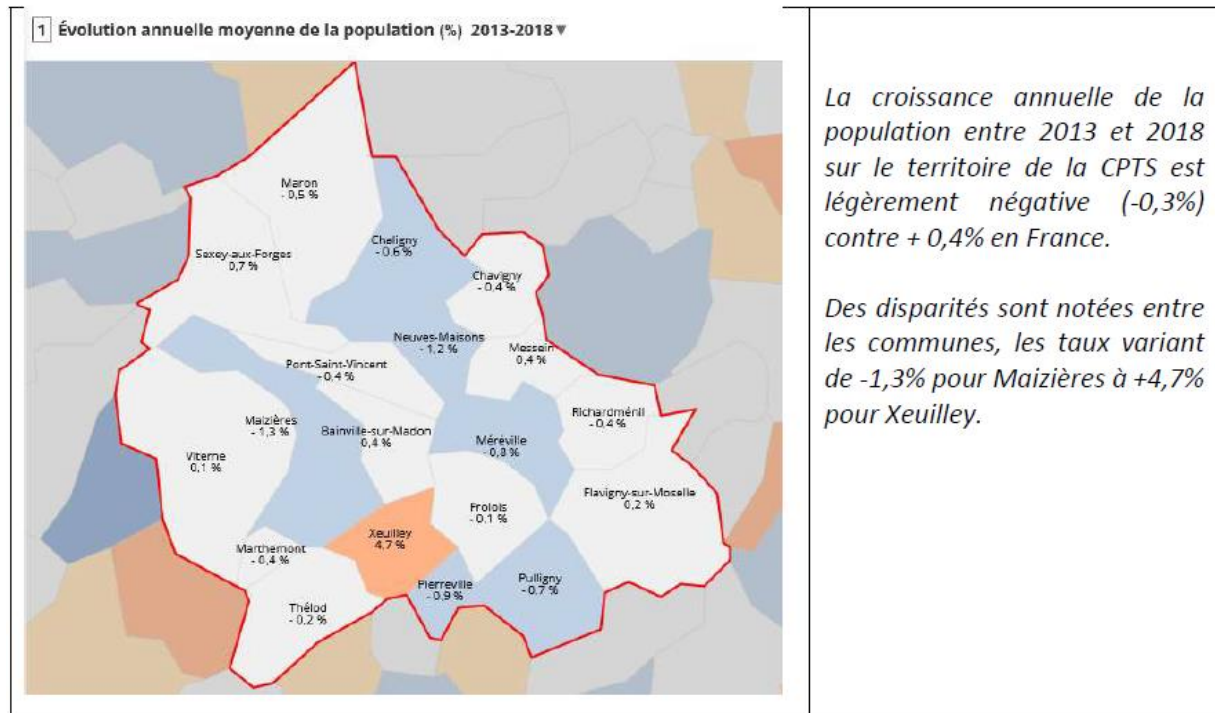 1 Évolution annuelle moyenne de la population (%) 2013-2018 ▼
Maron
- 0,5 %
Sexey-aux-Forges
0,7 %
Chaligny
- 0,6 %
Chavigny
- 0,4 %
Neuves-Maisons
- 1,2 %
Messein
0,4 %
Pont-Saint-Vincent
- 0,4 %
Richardménil
- 0,4 %
Maizières
- 1,3 %
Bainville-sur-Madon
0,4 %
Méréville
- 0,8 %
Viterne
0,1 %
Flavigny-sur-Moselle
0,2 %
Frolois
- 0,1 %
Xeuilley
4,7 %
Marthemont
- 0,4 %
Pierreville
- 0,9 %
Pulligny
- 0,7 %
Thélod
- 0,2 %
La croissance annuelle de la
population entre 2013 et 2018
sur le territoire de la CPTS est
légèrement négative (-0,3%)
contre + 0,4% en France.
Des disparités sont notées entre
les communes, les taux variant
de -1,3% pour Maizières à +4,7%
pour Xeuilley.